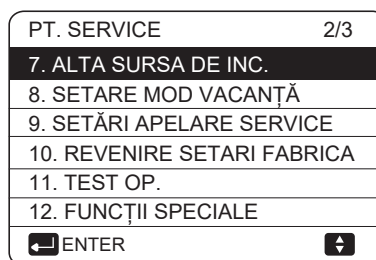 PT. SERVICE 2/3
7. ALTA SURSA DE INC.
8. SETARE MOD VACANȚĂ
9. SETĂRI APELARE SERVICE
10. REVENIRE SETARI FABRICA
11. TEST OP.
12. FUNCȚII SPECIALE
ENTER